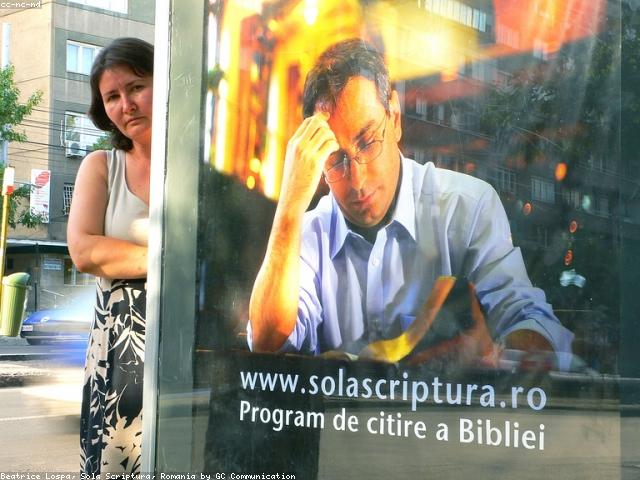 cc-nc-nd
www.solascriptura.ro
Program de citire a Bibliei
Beatrice Lospa, Sola Scriptura, Romania by GC Communication